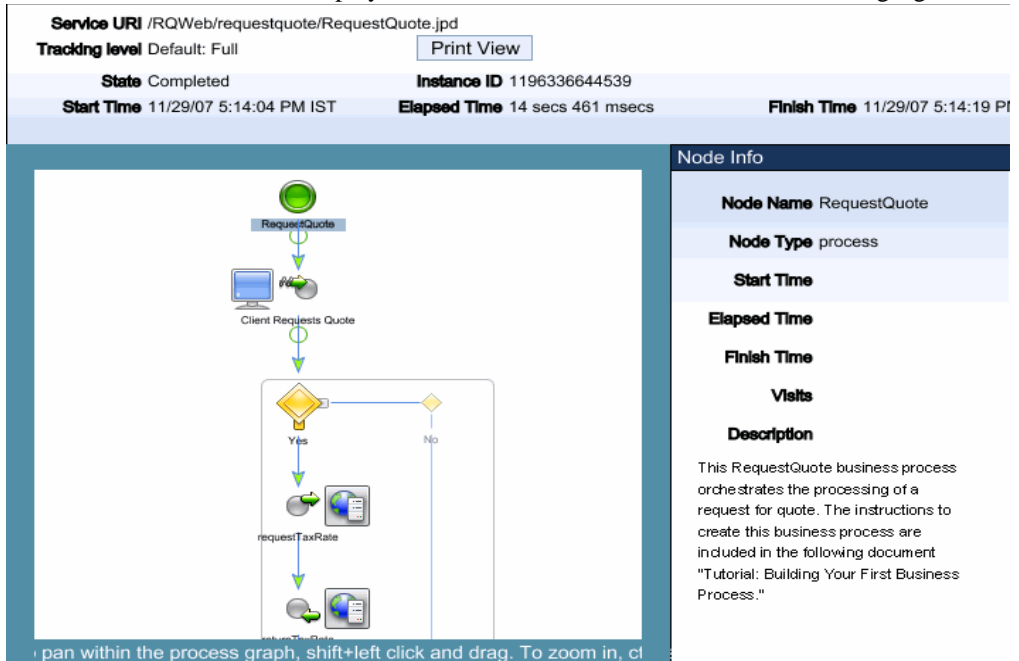 Service URI /RQWeb/requestquote/RequestQuote.jpd
Tracking level Default: Full Print View
State Completed Instance ID 1196336644539
Start Time 11/29/07 5:14:04 PM IST Elapsed Time 14 secs 461 msecs Finish Time 11/29/07 5:14:19 PM
Node Info
RequestQuote
Client Requests Quote
Yes No
requestTaxRate
returnTaxRate
pan within the process graph, shift+left click and drag. To zoom in, ct
Node Name RequestQuote
Node Type process
Start Time
Elapsed Time
Finish Time
Visits
Description
This RequestQuote business process
orchestrates the processing of a
request for quote. The instructions to
create this business process are
included in the following document
"Tutorial: Building Your First Business
Process."